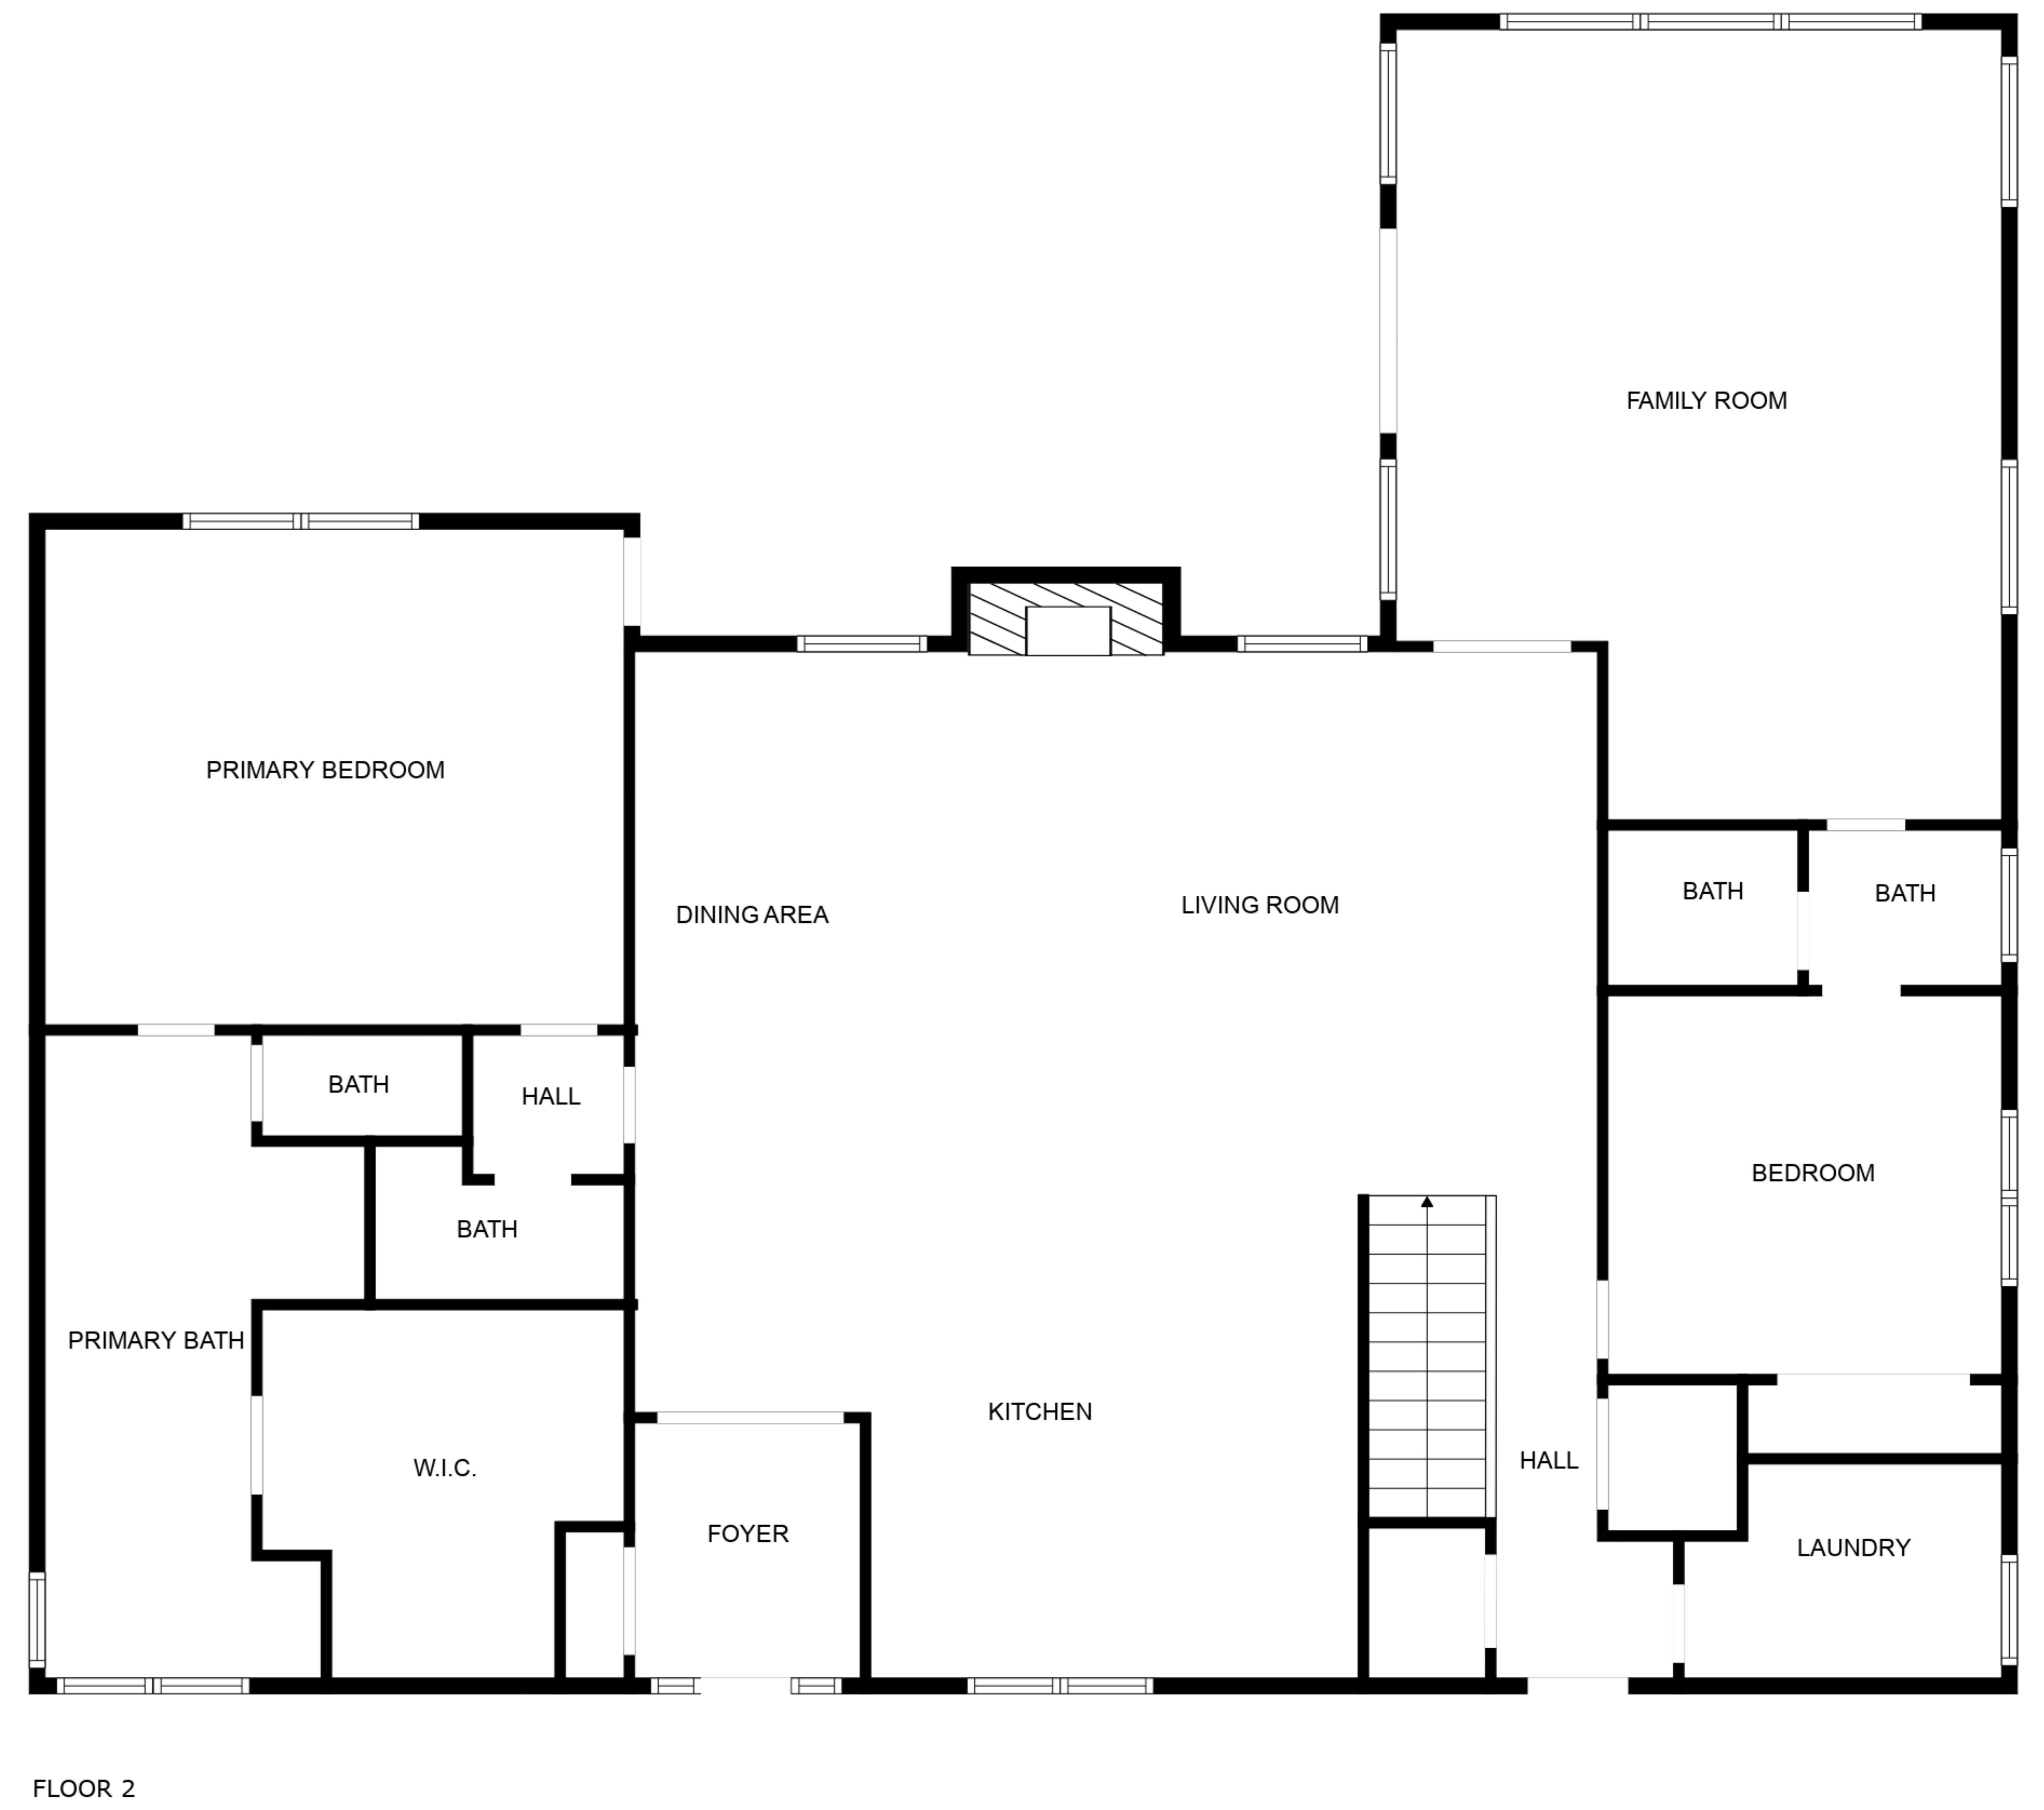 FAMILY ROOM
PRIMARY BEDROOM
DINING AREA
LIVING ROOM
BATH
BATH
BATH
HALL
BEDROOM
BATH
PRIMARY BATH
KITCHEN
W.I.C.
HALL
FOYER
LAUNDRY
FLOOR 2